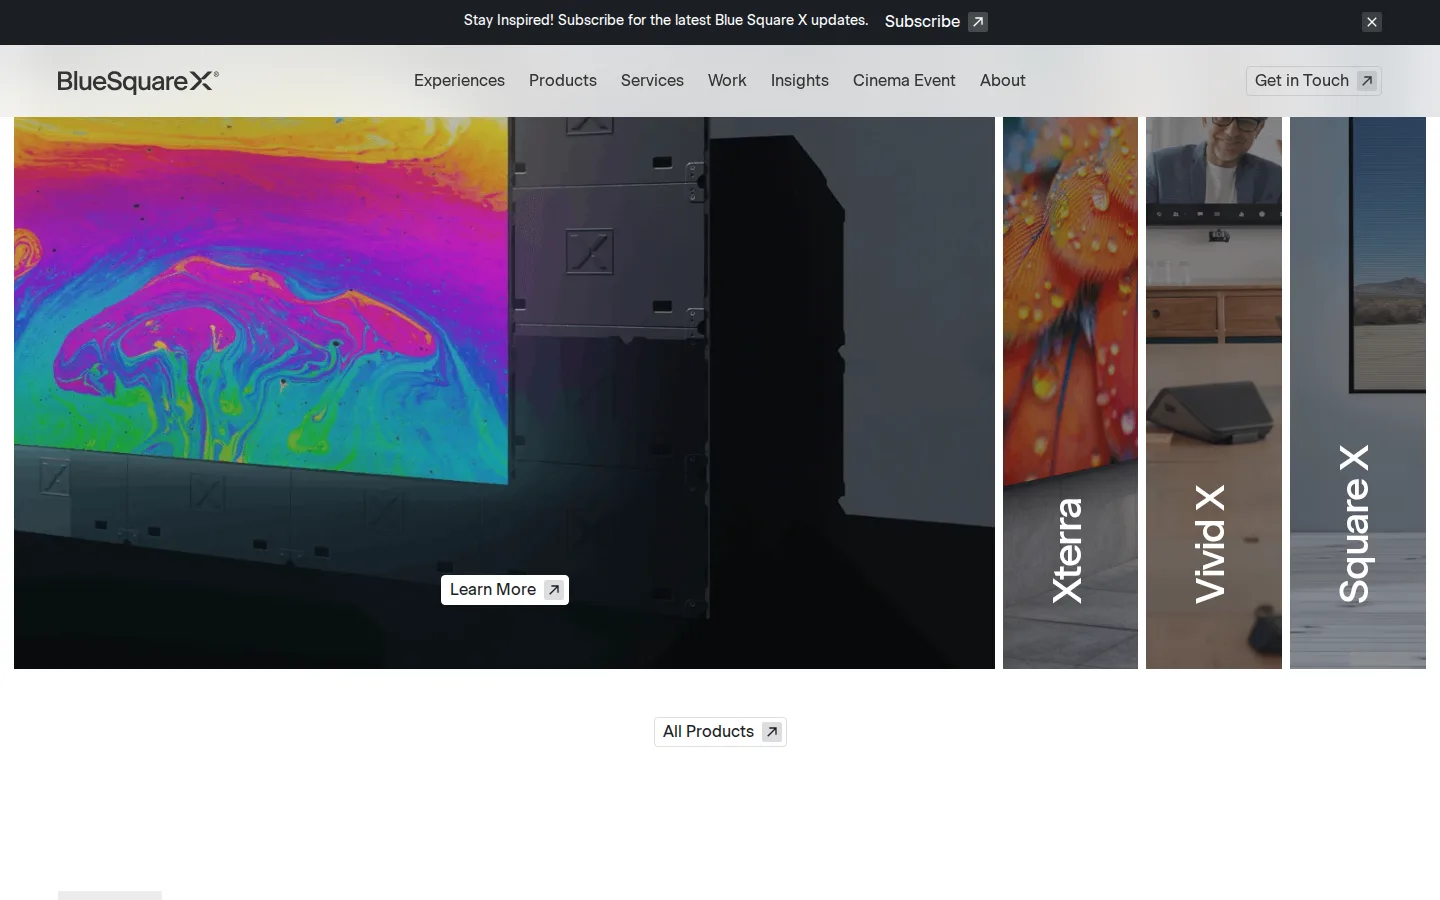 Stay Inspired! Subscribe for the latest Blue Square X updates. Subscribe
BlueSquareX®
Experiences Products Services Work Insights Cinema Event About
Get in Touch
Learn More
Xterra
Vivid X
Square X
All Products